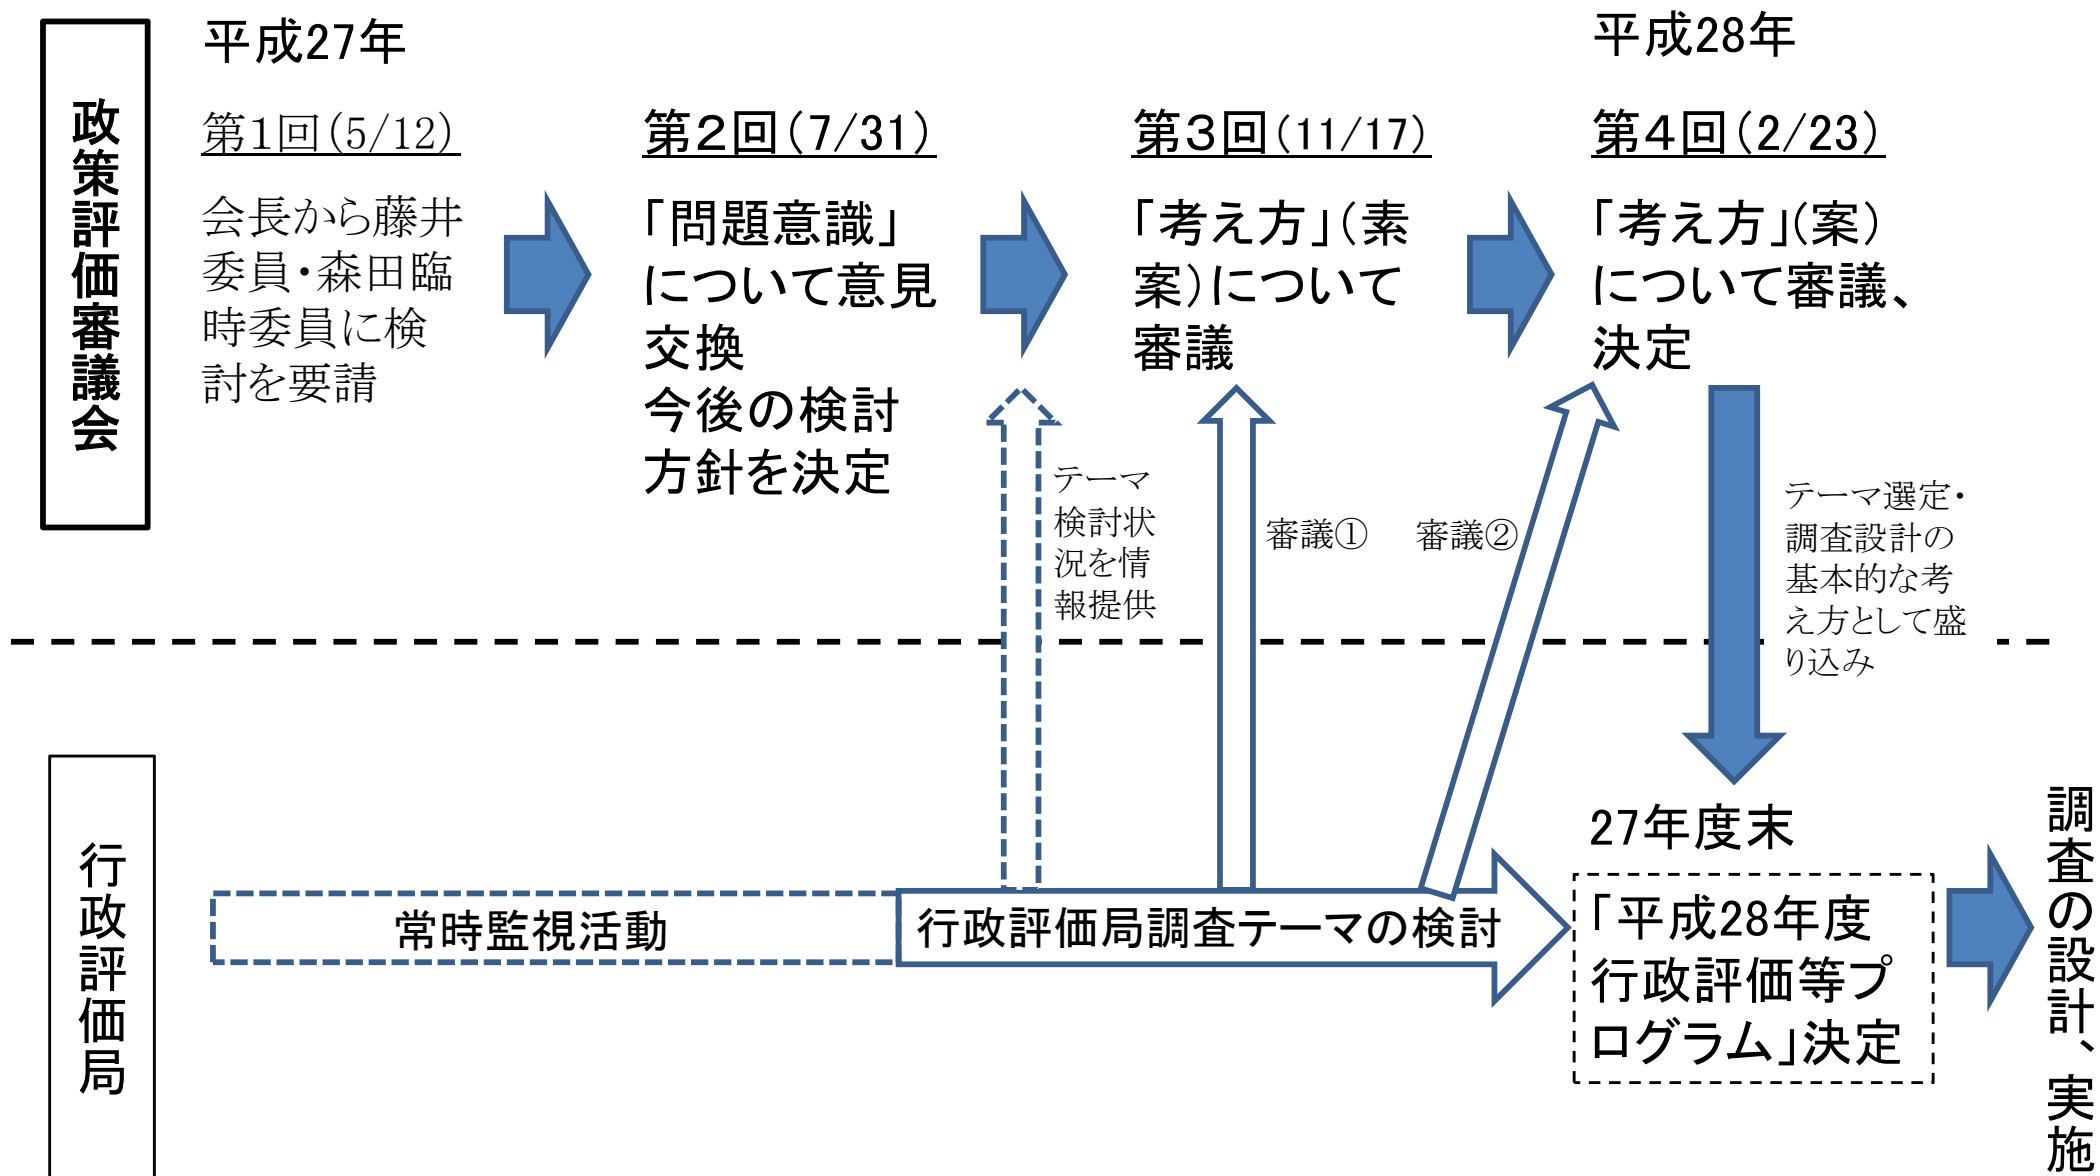 平成27年
平成28年
政策評価審議会
第1回(5/12)
会長から藤井
委員・森田臨
時委員に検
討を要請
第2回(7/31)
「問題意識」
について意見
交換
今後の検討
方針を決定
第3回(11/17)
「考え方」(素
案)について
審議
第4回(2/23)
「考え方」(案)
について審議、
決定
テーマ
検討状
況を情
報提供
審議①
審議②
テーマ選定・
調査設計の
基本的な考
え方として盛
り込み
行政評価局
常時監視活動
行政評価局調査テーマの検討
27年度末
「平成28年度
行政評価等プ
ログラム」決定
調査の設計、実施